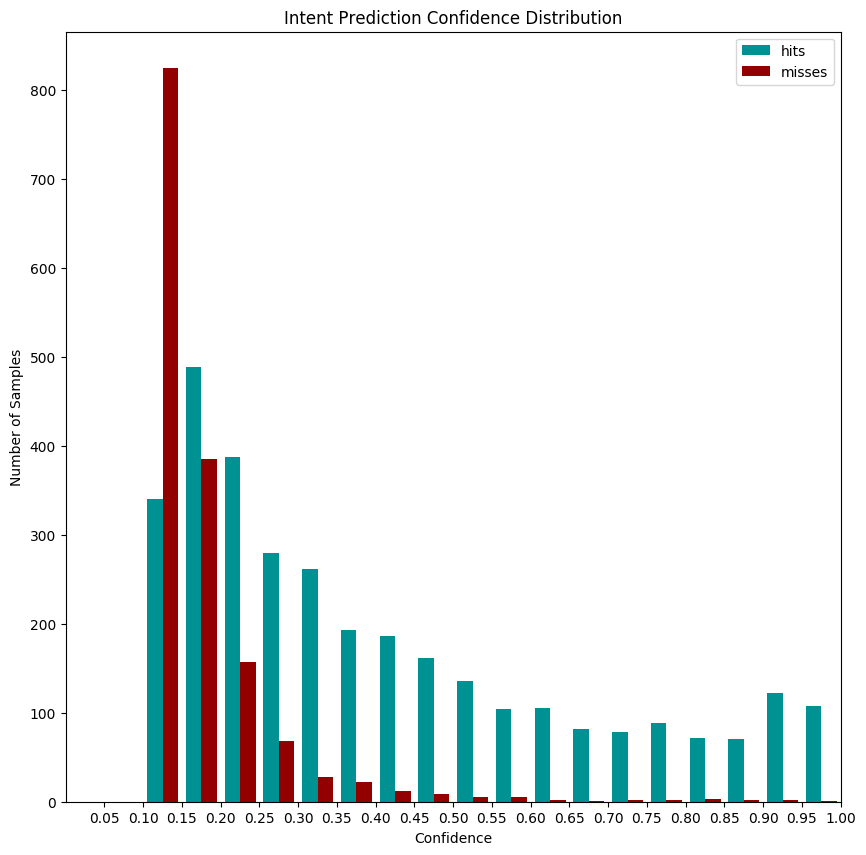 Intent Prediction Confidence Distribution
hits
misses
800
700
600
500
400
300
200
100
0
Number of Samples
0.05 0.10 0.15 0.20 0.25 0.30 0.35 0.40 0.45 0.50 0.55 0.60 0.65 0.70 0.75 0.80 0.85 0.90 0.95 1.00
Confidence